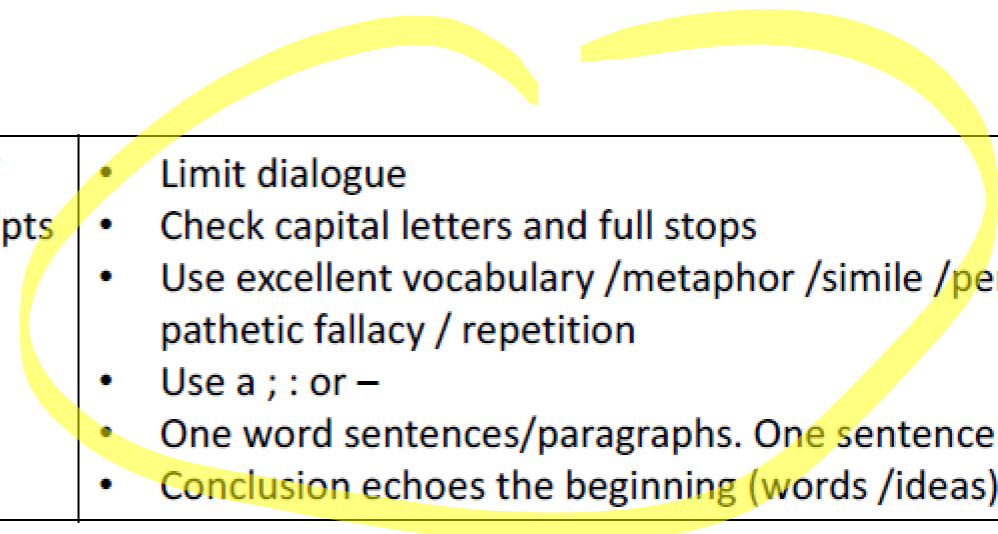 pts
Limit dialogue
Check capital letters and full stops
Use excellent vocabulary /metaphor /simile /
pathetic fallacy / repetition
Use a ; : or –
One word sentences/paragraphs. One sentence
Conclusion echoes the beginning (words /ideas)